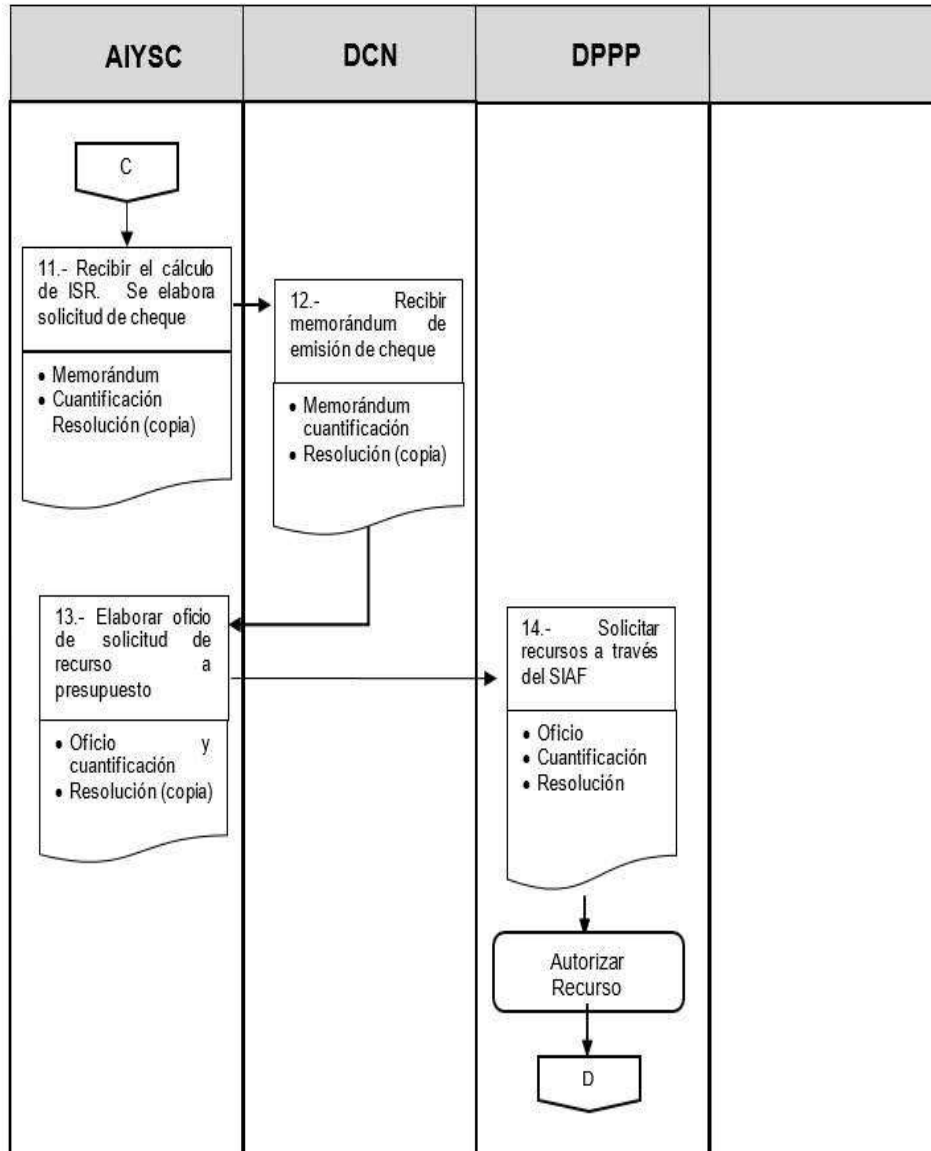 AIYSC
DCN
DPPP
C
11.- Recibir el cálculo
de ISR. Se elabora
solicitud de cheque
• Memorándum
• Cuantificación
Resolución (copia)
12.- Recibir
memorándum de
emisión de cheque
• Memorándum
cuantificación
• Resolución (copia)
13.- Elaborar oficio
de solicitud de
recurso a
presupuesto
• Oficio y
cuantificación
• Resolución (copia)
14.- Solicitar
recursos a través
del SIAF
• Oficio
• Cuantificación
• Resolución
Autorizar
Recurso
D